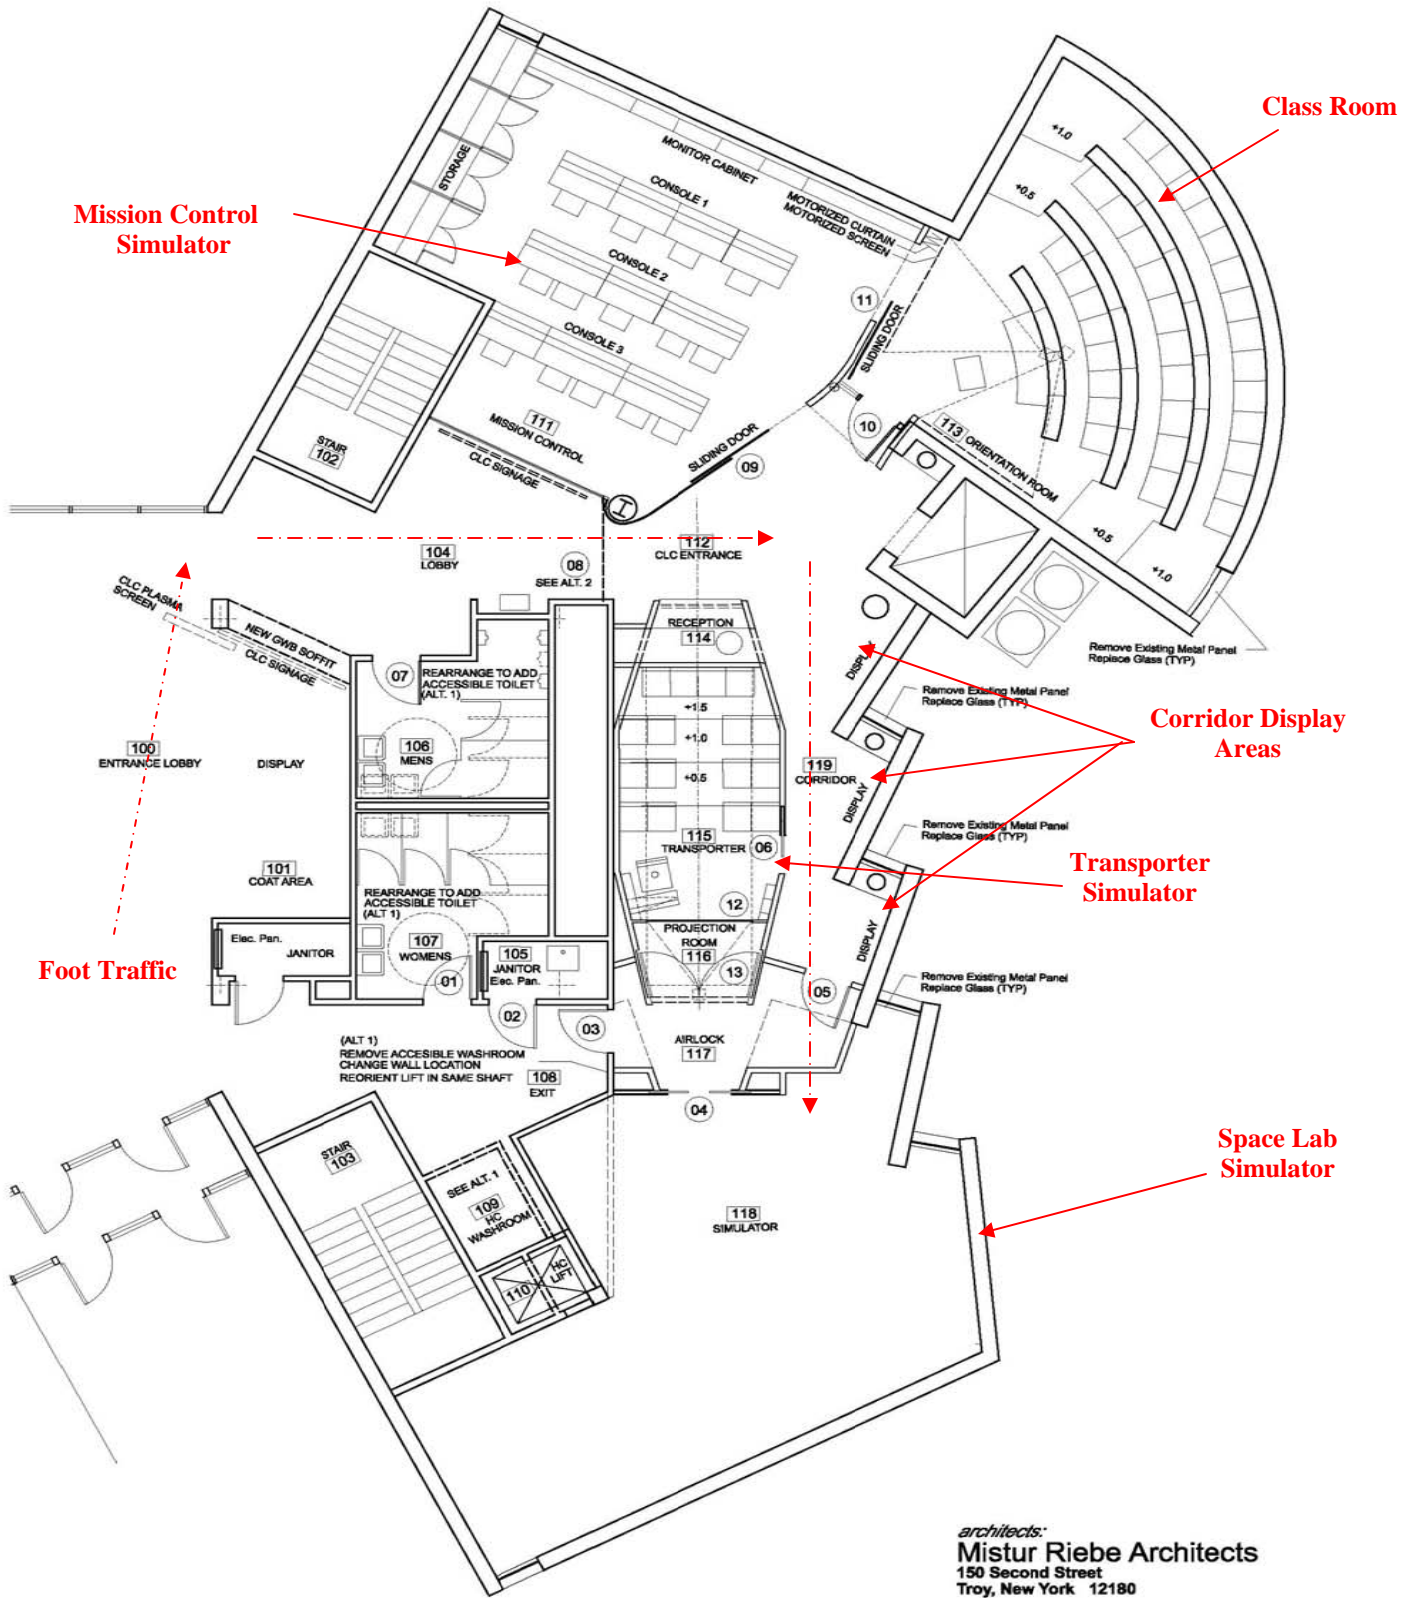 Class Room
+1.0
MONITOR CABINET
STORAGE
CONSOLE 1
+0.5
MOTORIZED CURTAIN
MOTORIZED SCREEN
Mission Control
Simulator
CONSOLE 2
11
SLIDING DOOR
CONSOLE 3
111
MISSION CONTROL
CLC SIGNAGE
10
113 ORIENTATION ROOM
STAIR
102
SLIDING DOOR
09
+0.5
+1.0
104
LOBBY
112
CLC ENTRANCE
08
SEE ALT. 2
CLC PLASMA
SCREEN
NEW GWB SOFFIT
CLC SIGNAGE
RECEPTION
114
DISPLAY
Remove Existing Metal Panel
Replace Glass (TYP)
07
REARRANGE TO ADD
ACCESSIBLE TOILET
(ALT. 1)
Remove Existing Metal Panel
Replace Glass (TYP)
+1.5
Corridor Display
Areas
100
ENTRANCE LOBBY
DISPLAY
106
MENS
+1.0
+0.5
119
CORRIDOR
DISPLAY
Remove Existing Metal Panel
Replace Glass (TYP)
115
TRANSPORTER
06
Transporter
Simulator
101
COAT AREA
REARRANGE TO ADD
ACCESSIBLE TOILET
(ALT 1)
12
DISPLAY
PROJECTION
ROOM
116
13
Foot Traffic
Elec. Pan.
JANITOR
107
WOMENS
01
105
JANITOR
Elec. Pan.
05
Remove Existing Metal Panel
Replace Glass (TYP)
02
03
AIRLOCK
117
(ALT 1)
REMOVE ACCESIBLE WASHROOM
CHANGE WALL LOCATION
REORIENT LIFT IN SAME SHAFT
108
EXIT
04
STAIR
103
SEE ALT. 1
109
HC
WASHROOM
Space Lab
Simulator
118
SIMULATOR
110
HC
LIFT
architects:
Mistur Riebe Architects
150 Second Street
Troy, New York 12180